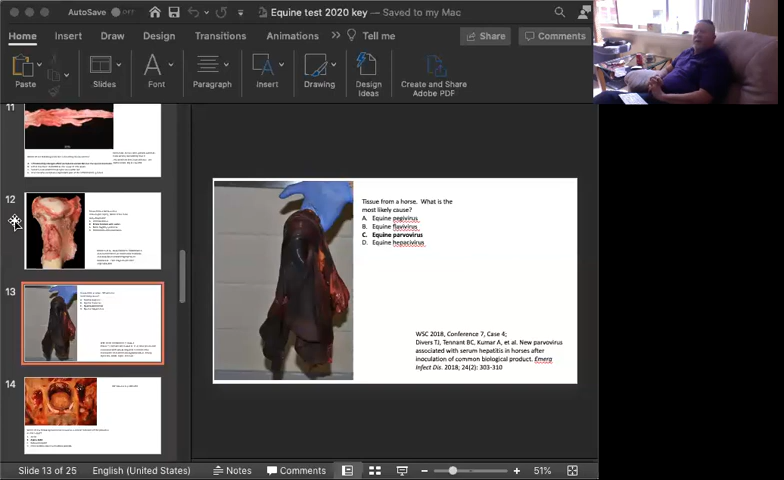 AutoSave OFF
Equine test 2020 key — Saved to my Mac
Home Insert Draw Design Transitions Animations Tell me Share Comments
Paste Slides Font Paragraph Insert Drawing Design Ideas Create and Share Adobe PDF
11
12
13
14
Tissue from a horse. What is the
most likely cause?
A. Equine pegivirus
B. Equine flavivirus
C. Equine parvovirus
D. Equine hepacivirus
WSC 2018, Conference 7, Case 4;
Divers TJ, Tennant BC, Kumar A, et al. New parvovirus
associated with serum hepatitis in horses after
inoculation of common biological product. Emerg
Infect Dis. 2018; 24(2): 303-310
Slide 13 of 25 English (United States) Notes Comments 51%